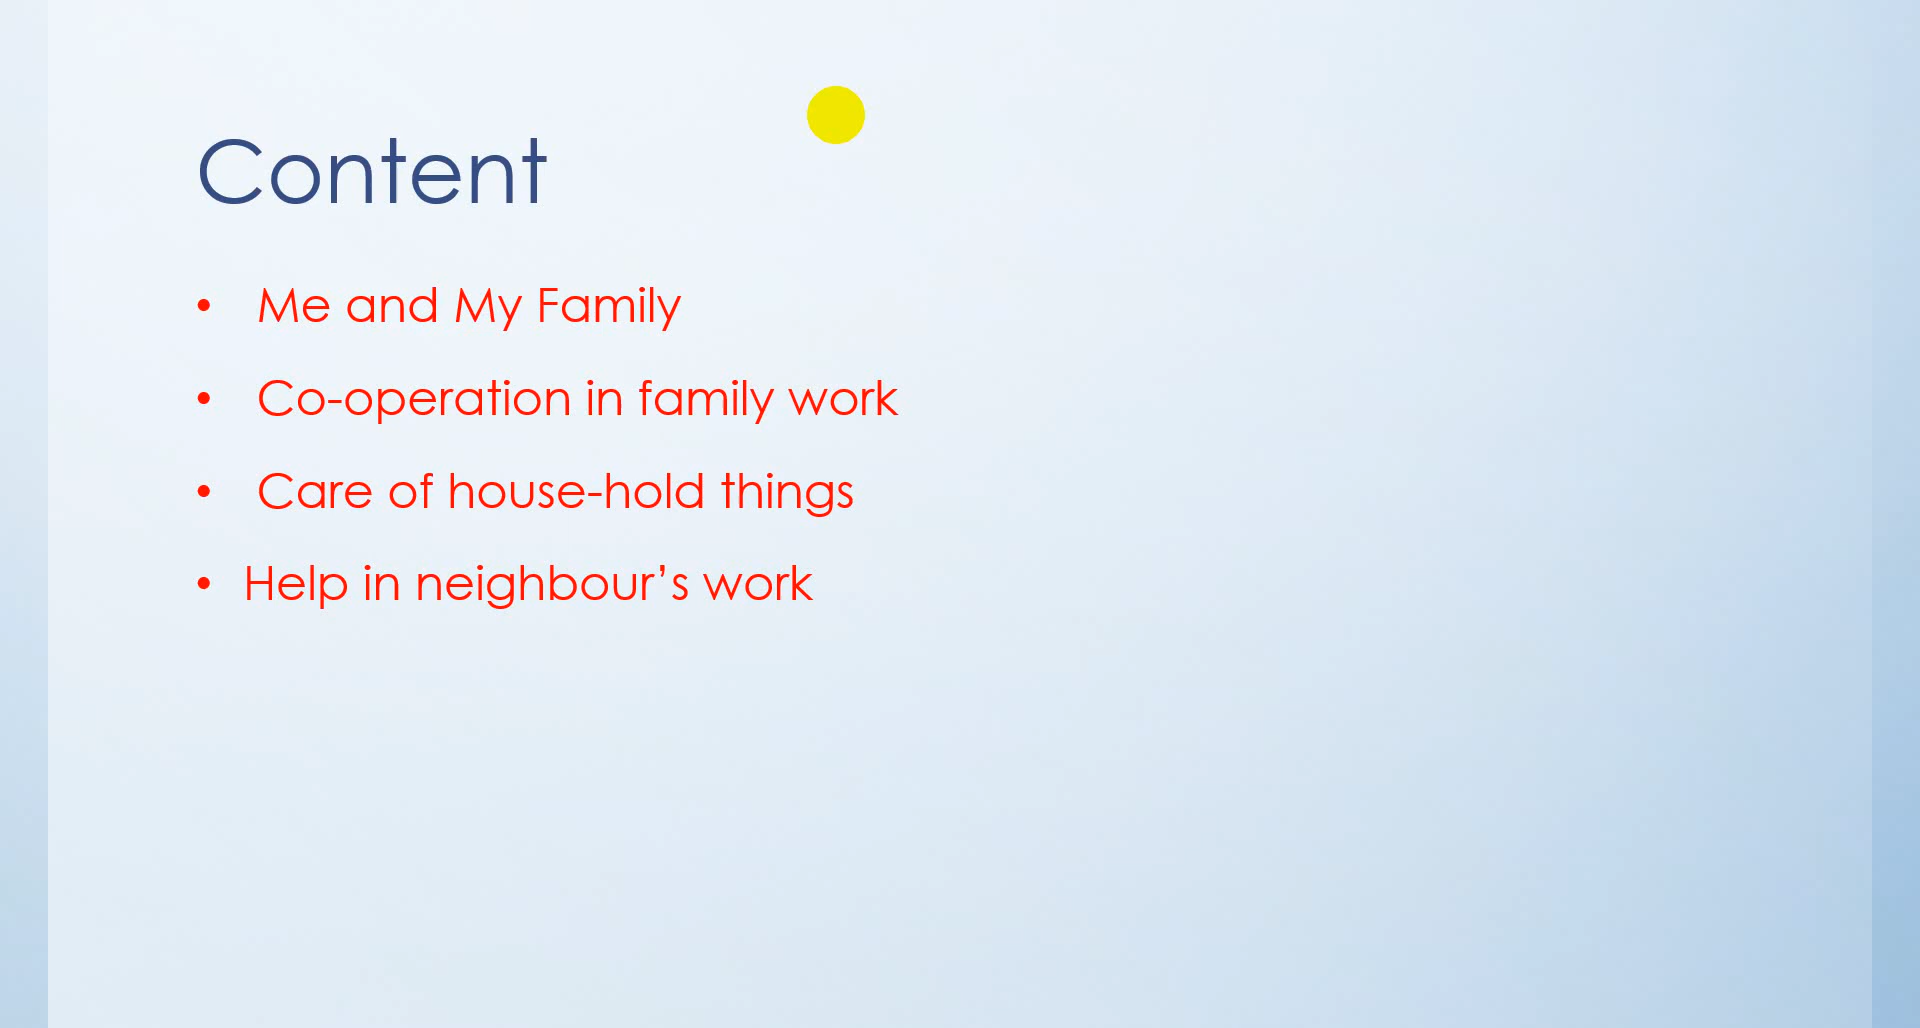 Content
• Me and My Family
• Co-operation in family work
• Care of house-hold things
• Help in neighbour’s work